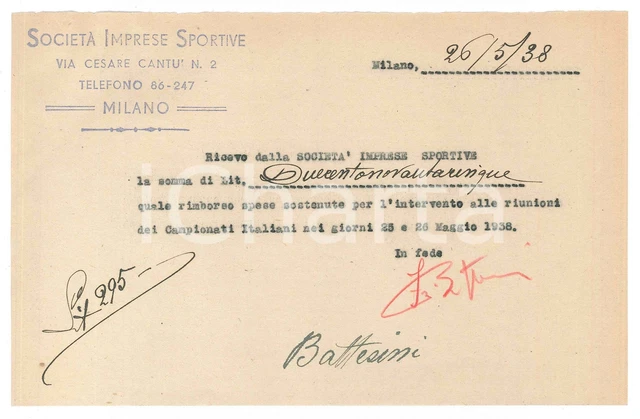 SOCIETÀ IMPRESE SPORTIVE
VIA CESARE CANTU' N. 2
TELEFONO 86-247
MILANO
Milano, 26/5/38
Ricevo dalla SOCIETA' IMPRESE SPORTIVE
la somma di Lit. Duecentonovantacinque
quale rimborso spese sostenute per l'intervento alle riunioni
dei Campionati Italiani nei giorni 25 e 26 Maggio 1938.
In fede
Lit 295-
Battesini